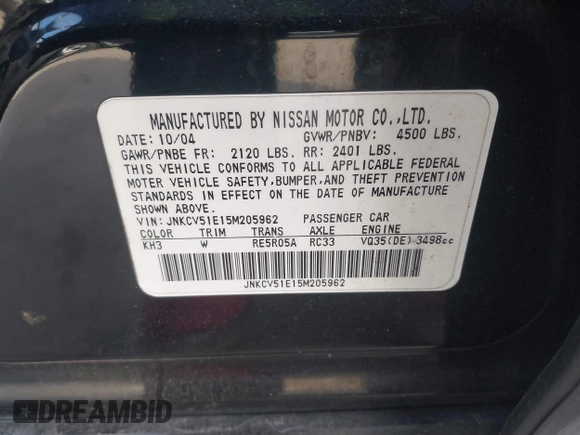 MANUFACTURED BY NISSAN MOTOR CO.,LTD.
DATE: 10/04 GVWR/PNBV: 4500 LBS.
GAWR/PNBE FR: 2120 LBS. RR: 2401 LBS.
THIS VEHICLE CONFORMS TO ALL APPLICABLE FEDERAL
MOTOR VEHICLE SAFETY,BUMPER,AND THEFT PREVENTION
STANDARDS IN EFFECT ON THE DATE OF MANUFACTURE
SHOWN ABOVE.
VIN: JNKCV51E15M205962 PASSENGER CAR
COLOR TRIM TRANS AXLE ENGINE
KH3 W RE5R05A RC33 VQ35(DE) 3498cc
JNKCV51E15M205962
DREAMBID